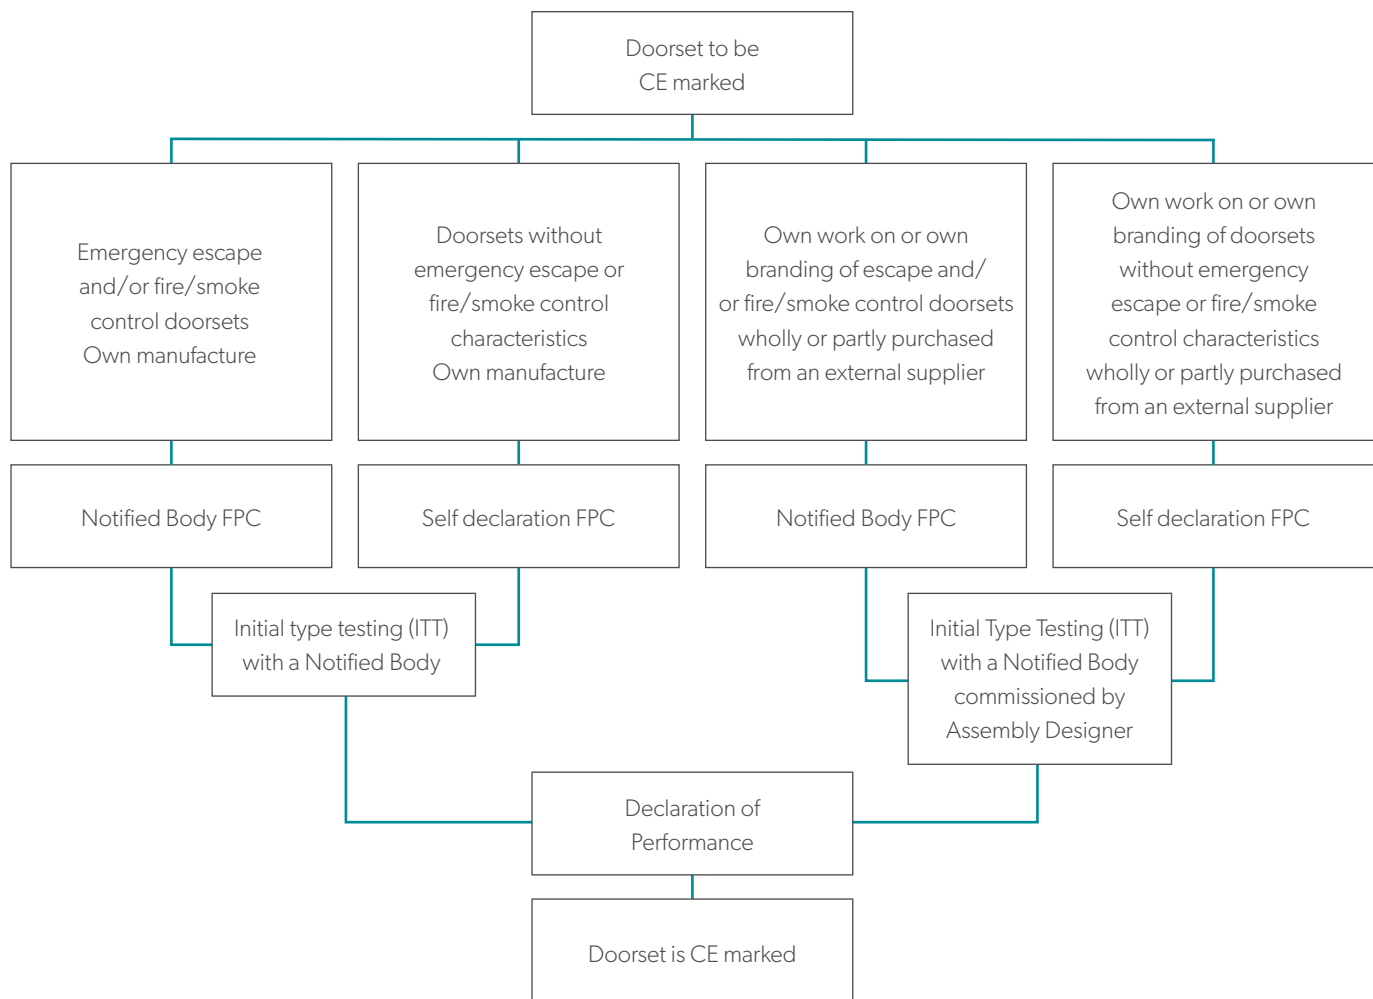 Doorset to be
CE marked
Emergency escape
and/or fire/smoke
control doorsets
Own manufacture
Doorsets without
emergency escape or
fire/smoke control
characteristics
Own manufacture
Own work on or own
branding of escape and/
or fire/smoke control doorsets
wholly or partly purchased
from an external supplier
Own work on or own
branding of doorsets
without emergency
escape or fire/smoke
control characteristics
wholly or partly purchased
from an external supplier
Notified Body FPC
Self declaration FPC
Notified Body FPC
Self declaration FPC
Initial type testing (ITT)
with a Notified Body
Initial Type Testing (ITT)
with a Notified Body
commissioned by
Assembly Designer
Declaration of
Performance
Doorset is CE marked